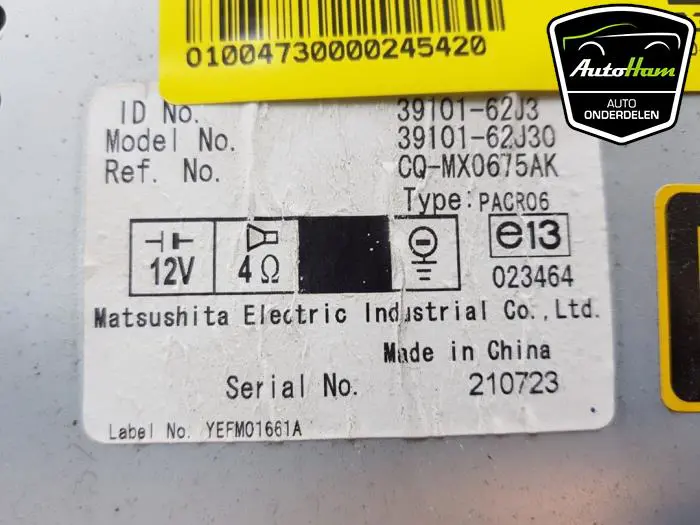 01004730000245420
AutoHam
AUTO
ONDERDELEN
ID No. 39101-62J3
Model No. 39101-62J30
Ref. No. CQ-MX0675AK
Type: PACR06
12V 4Ω e13
023464
Matsushita Electric Industrial Co.,Ltd.
Made in China
Serial No. 210723
Label No. YEFM01661A